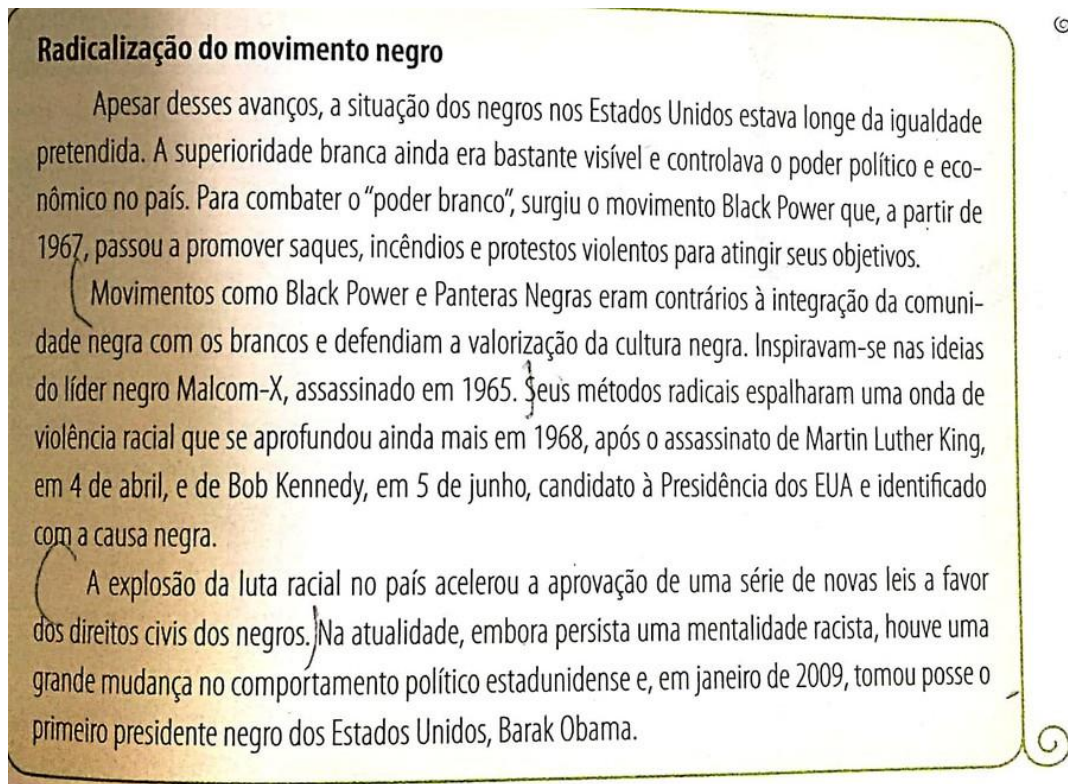 Radicalização do movimento negro
Apesar desses avanços, a situação dos negros nos Estados Unidos estava longe da igualdade
pretendida. A superioridade branca ainda era bastante visível e controlava o poder político e eco-
nômico no país. Para combater o “poder branco”, surgiu o movimento Black Power que, a partir de
1967, passou a promover saques, incêndios e protestos violentos para atingir seus objetivos.
Movimentos como Black Power e Panteras Negras eram contrários à integração da comuni-
dade negra com os brancos e defendiam a valorização da cultura negra. Inspiravam-se nas ideias
do líder negro Malcom-X, assassinado em 1965. Seus métodos radicais espalharam uma onda de
violência racial que se aprofundou ainda mais em 1968, após o assassinato de Martin Luther King,
em 4 de abril, e de Bob Kennedy, em 5 de junho, candidato à Presidência dos EUA e identificado
com a causa negra.
A explosão da luta racial no país acelerou a aprovação de uma série de novas leis a favor
dos direitos civis dos negros. Na atualidade, embora persista uma mentalidade racista, houve uma
grande mudança no comportamento político estadunidense e, em janeiro de 2009, tomou posse o
primeiro presidente negro dos Estados Unidos, Barak Obama.